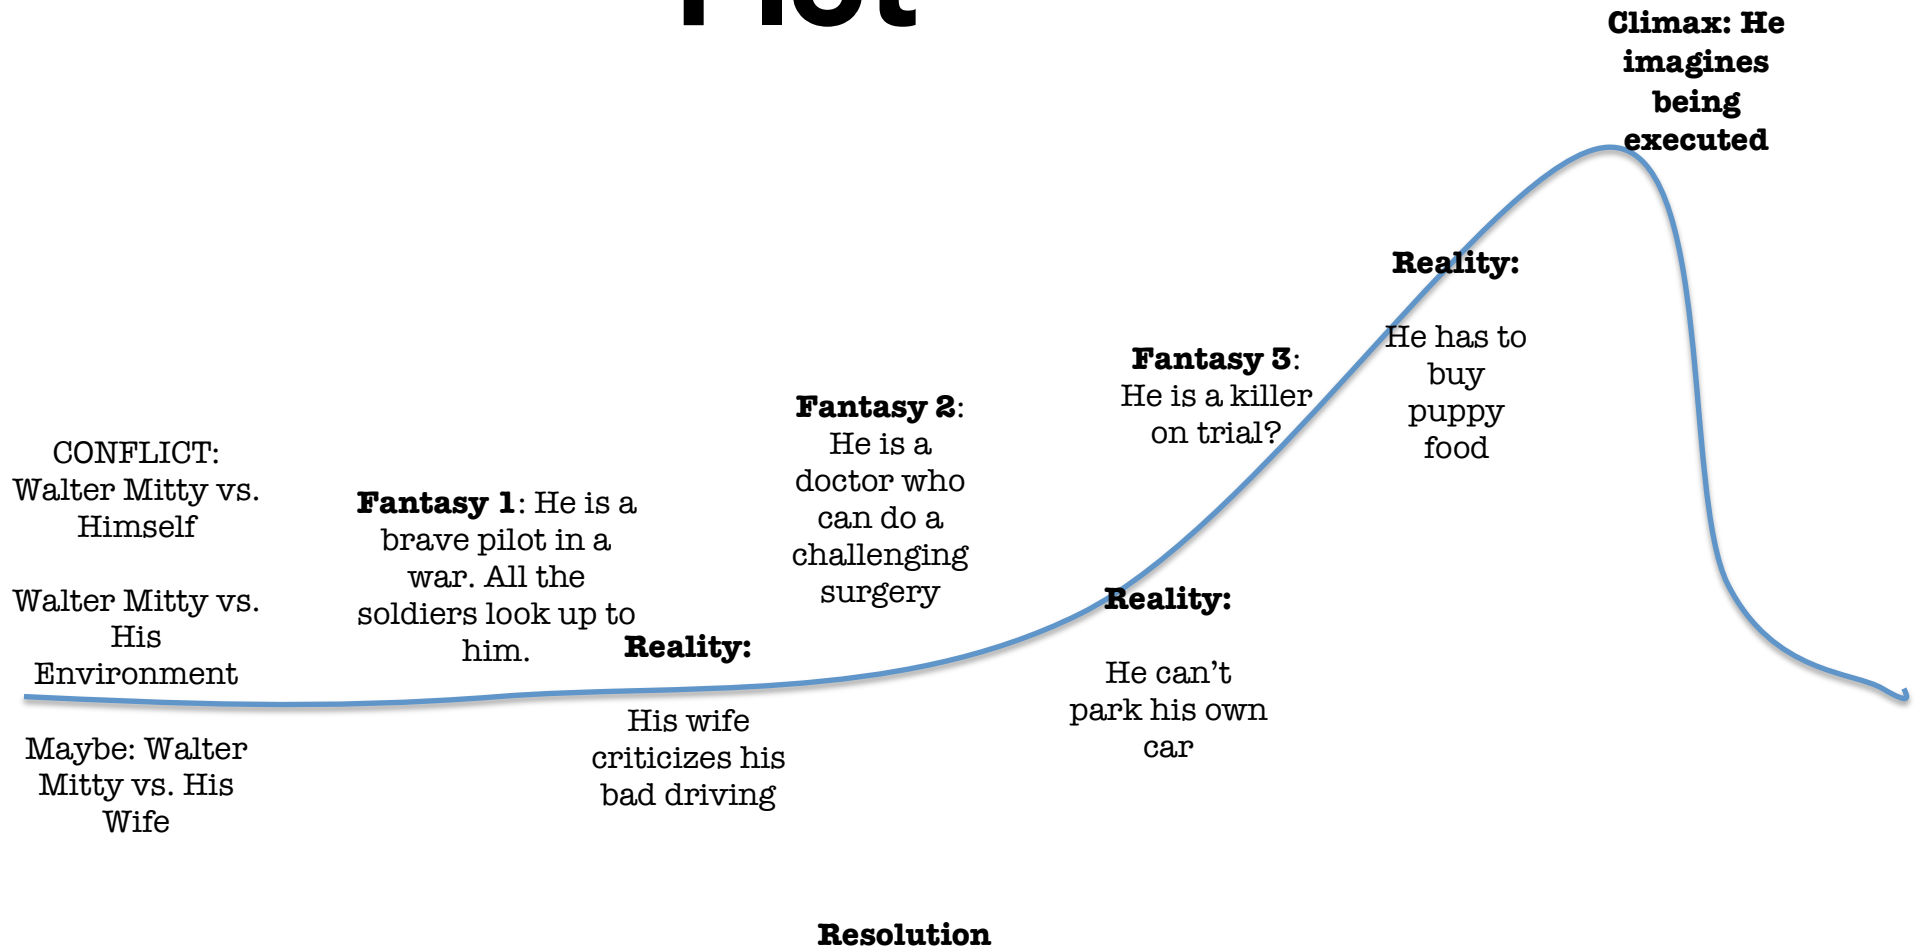 Plot
Climax: He
imagines
being
executed
CONFLICT:
Walter Mitty vs.
Himself
Walter Mitty vs.
His
Environment
Maybe: Walter
Mitty vs. His
Wife
Fantasy 1: He is a
brave pilot in a
war. All the
soldiers look up to
him.
Reality:
His wife
criticizes his
bad driving
Fantasy 2:
He is a
doctor who
can do a
challenging
surgery
Reality:
He can’t
park his own
car
Fantasy 3:
He is a killer
on trial?
Reality:
He has to
buy
puppy
food
Resolution